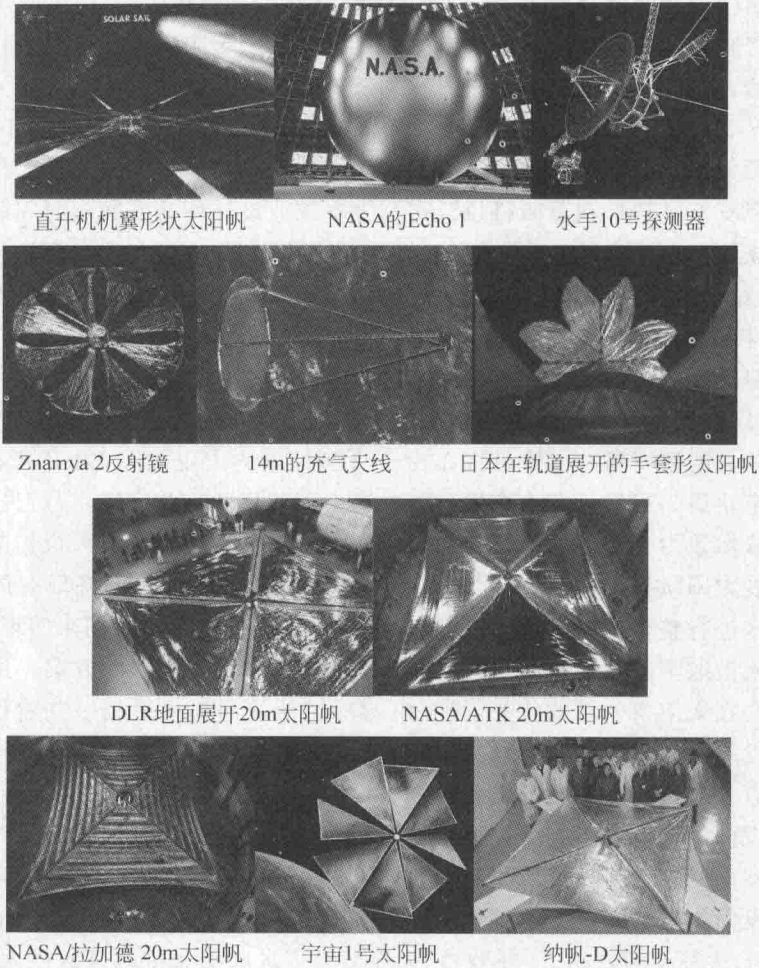 SOLAR SAIL
N.A.S.A.
直升机机翼形状太阳帆
NASA的Echo 1
水手10号探测器
Znamya 2反射镜
14m的充气天线
日本在轨道展开的手套形太阳帆
DLR地面展开20m太阳帆
NASA/ATK 20m太阳帆
NASA/拉加德 20m太阳帆
宇宙1号太阳帆
纳帆-D太阳帆